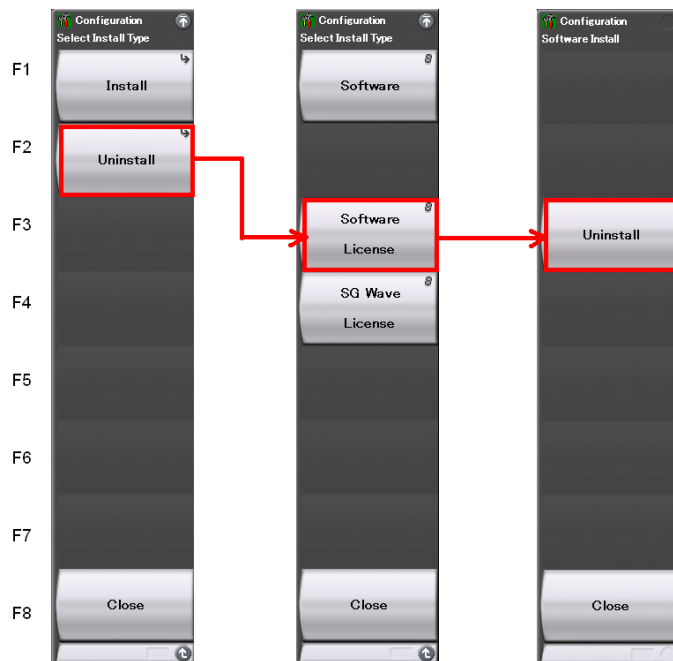 Configuration
Select Install Type
Install
Uninstall
Close
Configuration
Select Install Type
Software
Software
License
SG Wave
License
Close
Configuration
Software Install
Uninstall
Close
F1
F2
F3
F4
F5
F6
F7
F8